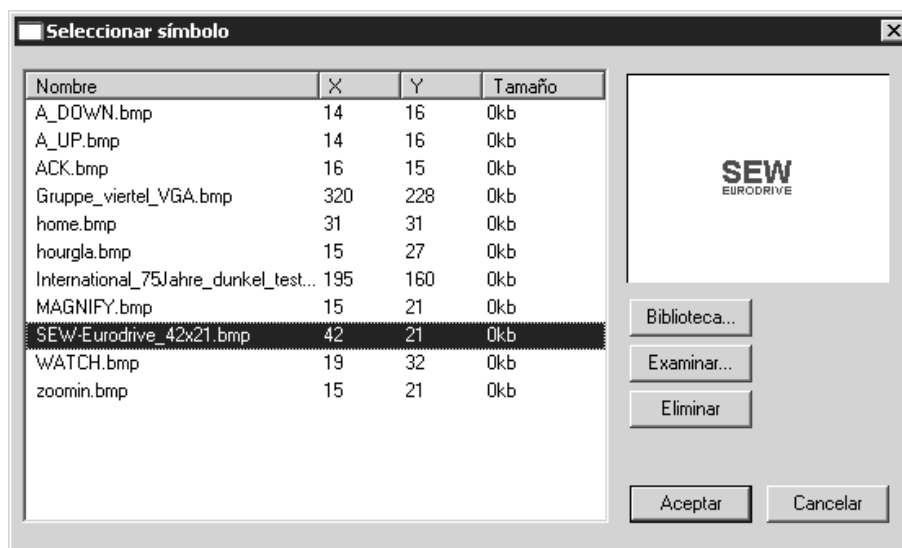 Seleccionar símbolo
Nombre X Y Tamaño
A_DOWN.bmp 14 16 0kb
A_UP.bmp 14 16 0kb
ACK.bmp 16 15 0kb
Gruppe_viertel_VGA.bmp 320 228 0kb
home.bmp 31 31 0kb
hourgla.bmp 15 27 0kb
International_75Jahre_dunkel_test... 195 160 0kb
MAGNIFY.bmp 15 21 0kb
SEW-Eurodrive_42x21.bmp 42 21 0kb
WATCH.bmp 19 32 0kb
zoomin.bmp 15 21 0kb
SEW
EURODRIVE
Biblioteca...
Examinar...
Eliminar
Aceptar Cancelar